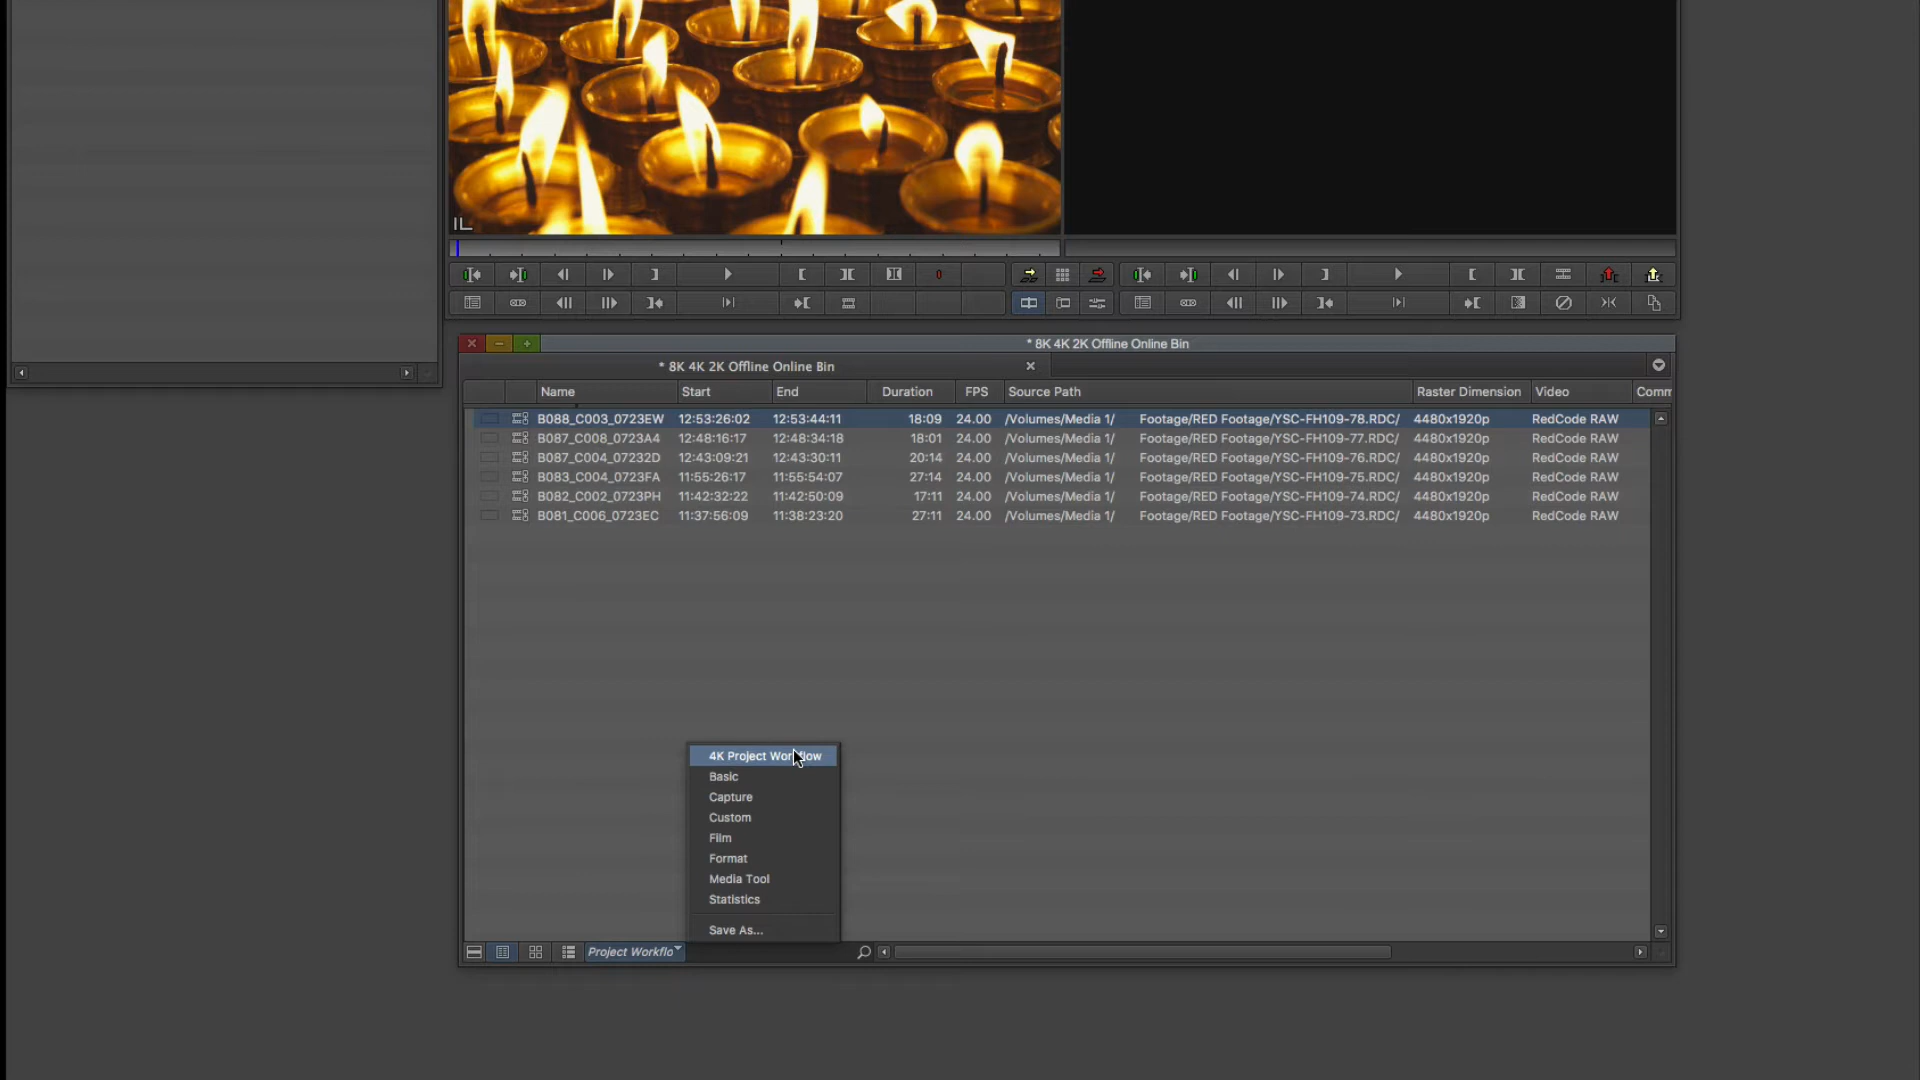 * 8K 4K 2K Offline Online Bin
* 8K 4K 2K Offline Online Bin
Name Start End Duration FPS Source Path Raster Dimension Video Comm
B088_C003_0723EW 12:53:26:02 12:53:44:11 18:09 24.00 /Volumes/Media 1/ Footage/RED Footage/YSC-FH109-78.RDC/ 4480x1920p RedCode RAW
B087_C008_0723A4 12:48:16:17 12:48:34:18 18:01 24.00 /Volumes/Media 1/ Footage/RED Footage/YSC-FH109-77.RDC/ 4480x1920p RedCode RAW
B087_C004_07232D 12:43:09:21 12:43:30:11 20:14 24.00 /Volumes/Media 1/ Footage/RED Footage/YSC-FH109-76.RDC/ 4480x1920p RedCode RAW
B083_C004_0723FA 11:55:26:17 11:55:54:07 27:14 24.00 /Volumes/Media 1/ Footage/RED Footage/YSC-FH109-75.RDC/ 4480x1920p RedCode RAW
B082_C002_0723PH 11:42:32:22 11:42:50:09 17:11 24.00 /Volumes/Media 1/ Footage/RED Footage/YSC-FH109-74.RDC/ 4480x1920p RedCode RAW
B081_C006_0723EC 11:37:56:09 11:38:23:20 27:11 24.00 /Volumes/Media 1/ Footage/RED Footage/YSC-FH109-73.RDC/ 4480x1920p RedCode RAW
4K Project Workflow
Basic
Capture
Custom
Film
Format
Media Tool
Statistics
Save As...
Project Workflo